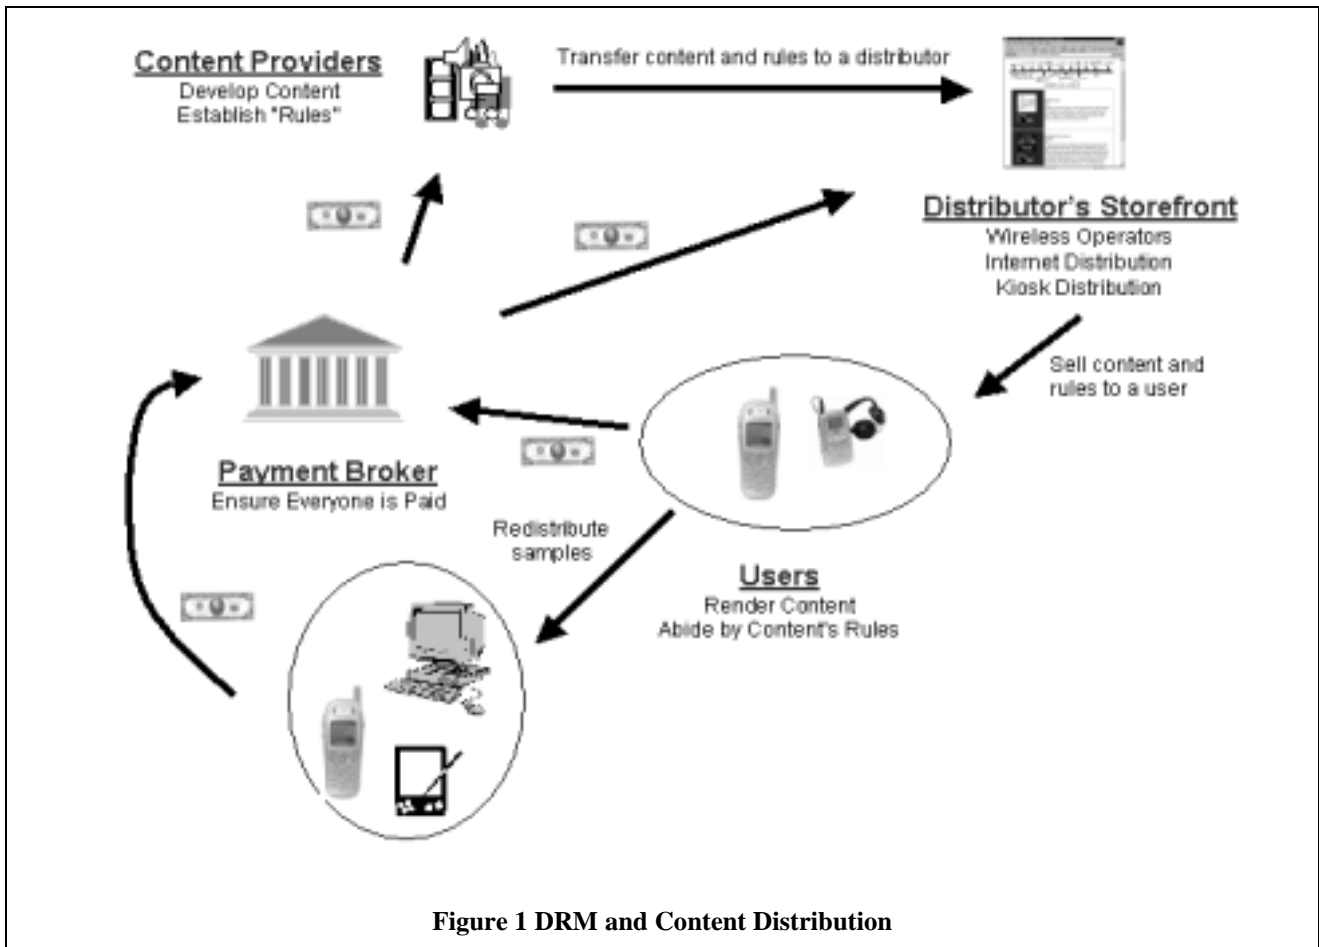 Content Providers
Develop Content
Establish "Rules"
Transfer content and rules to a distributor
Distributor's Storefront
Wireless Operators
Internet Distribution
Kiosk Distribution
Sell content and
rules to a user
Payment Broker
Ensure Everyone is Paid
Redistribute
samples
Users
Render Content
Abide by Content's Rules
Figure 1 DRM and Content Distribution